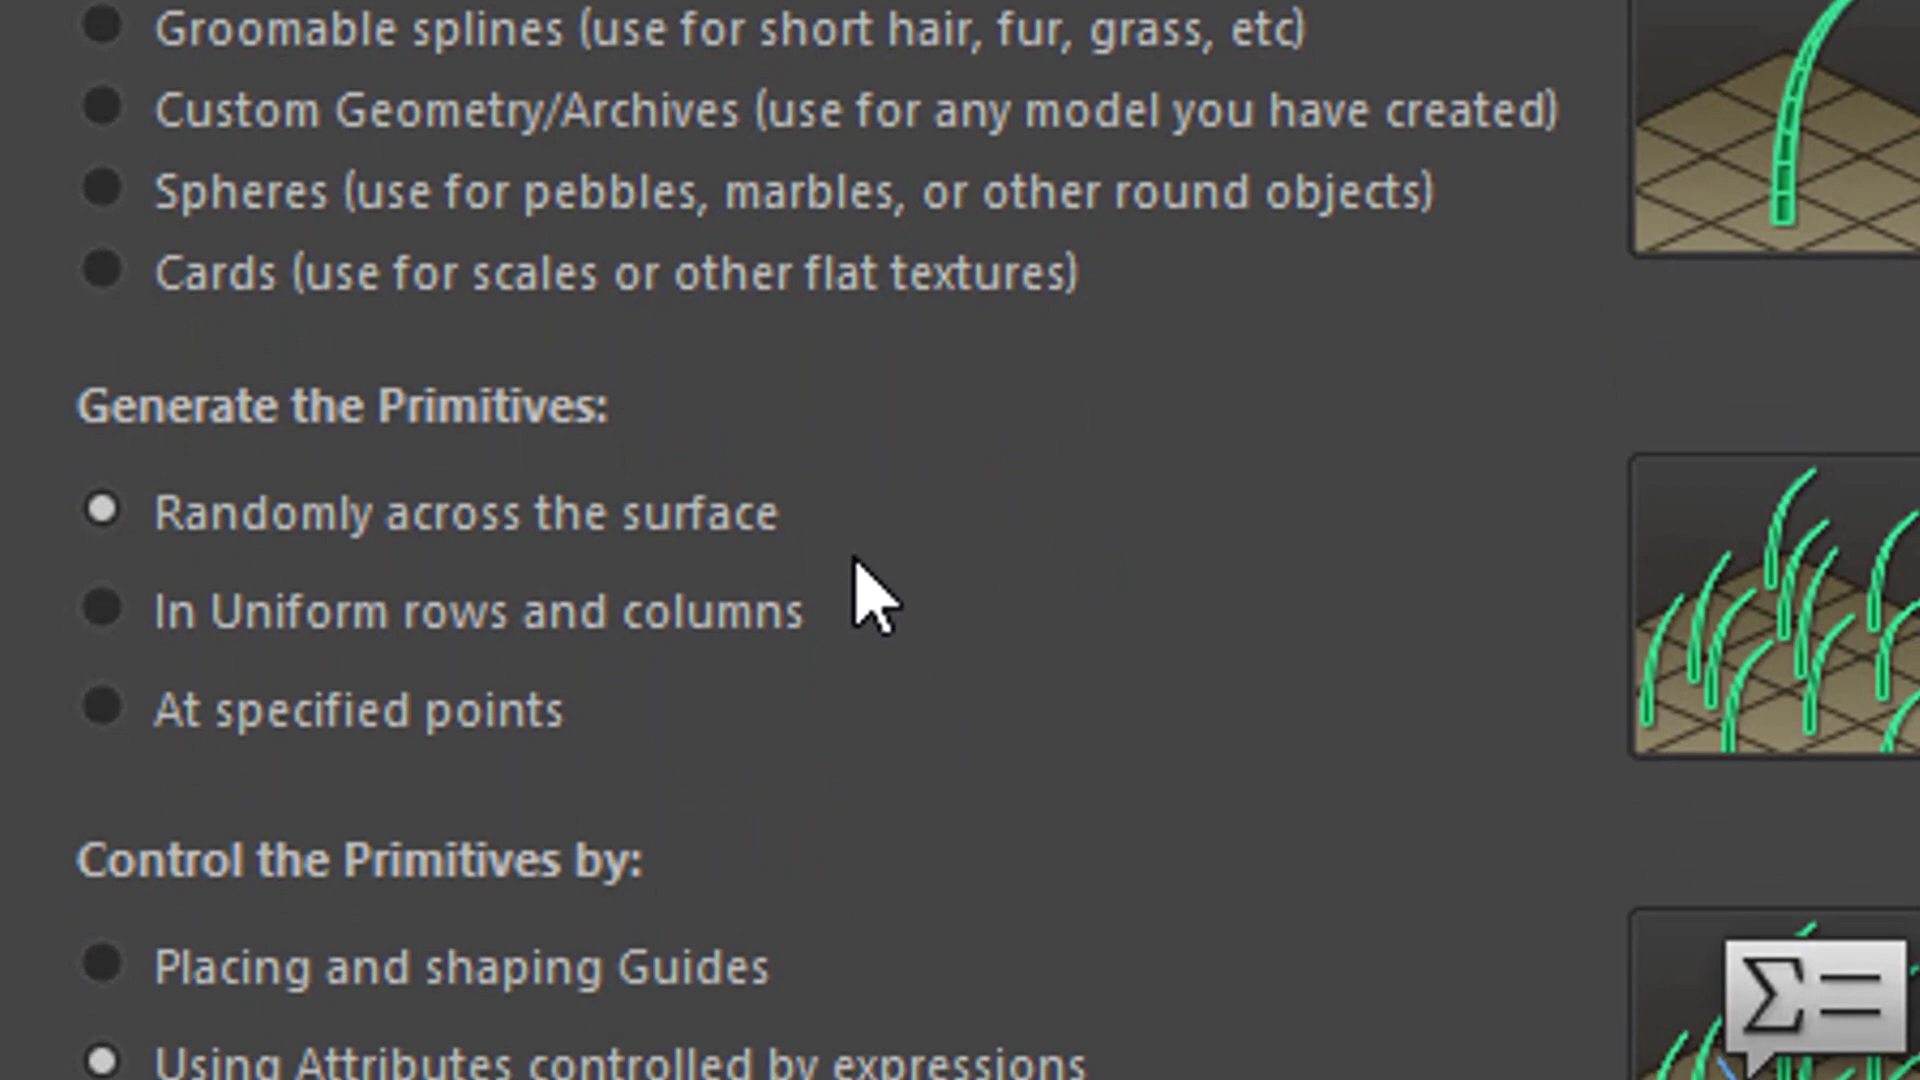 Groomable splines (use for short hair, fur, grass, etc)
Custom Geometry/Archives (use for any model you have created)
Spheres (use for pebbles, marbles, or other round objects)
Cards (use for scales or other flat textures)
Generate the Primitives:
Randomly across the surface
In Uniform rows and columns
At specified points
Control the Primitives by:
Placing and shaping Guides
Using Attributes controlled by expressions
Σ=